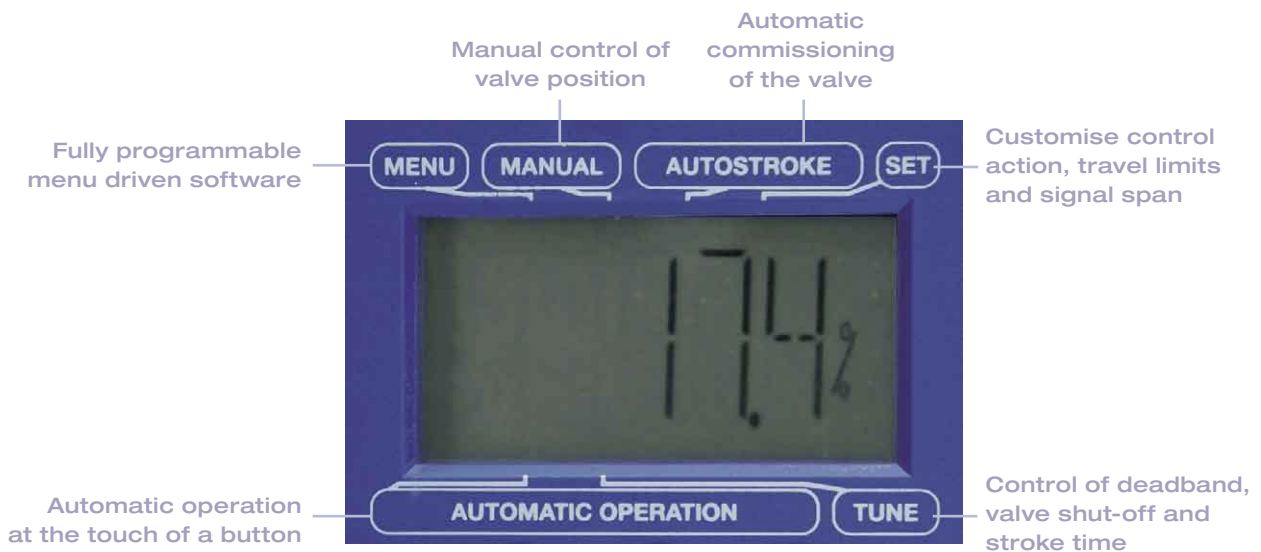 Automatic
commissioning
of the valve
Manual control of
valve position
Fully programmable
menu driven software
Customise control
action, travel limits
and signal span
MENU
MANUAL
AUTOSTROKE
SET
17.4%
AUTOMATIC OPERATION
TUNE
Automatic operation
at the touch of a button
Control of deadband,
valve shut-off and
stroke time